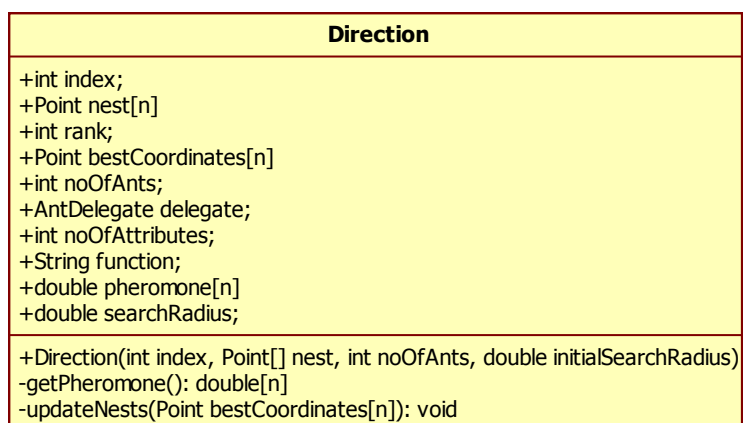 Direction
+int index;
+Point nest[n]
+int rank;
+Point bestCoordinates[n]
+int noOfAnts;
+AntDelegate delegate;
+int noOfAttributes;
+String function;
+double pheromone[n]
+double searchRadius;
+Direction(int index, Point[] nest, int noOfAnts, double initialSearchRadius)
-getPheromone(): double[n]
-updateNests(Point bestCoordinates[n]): void